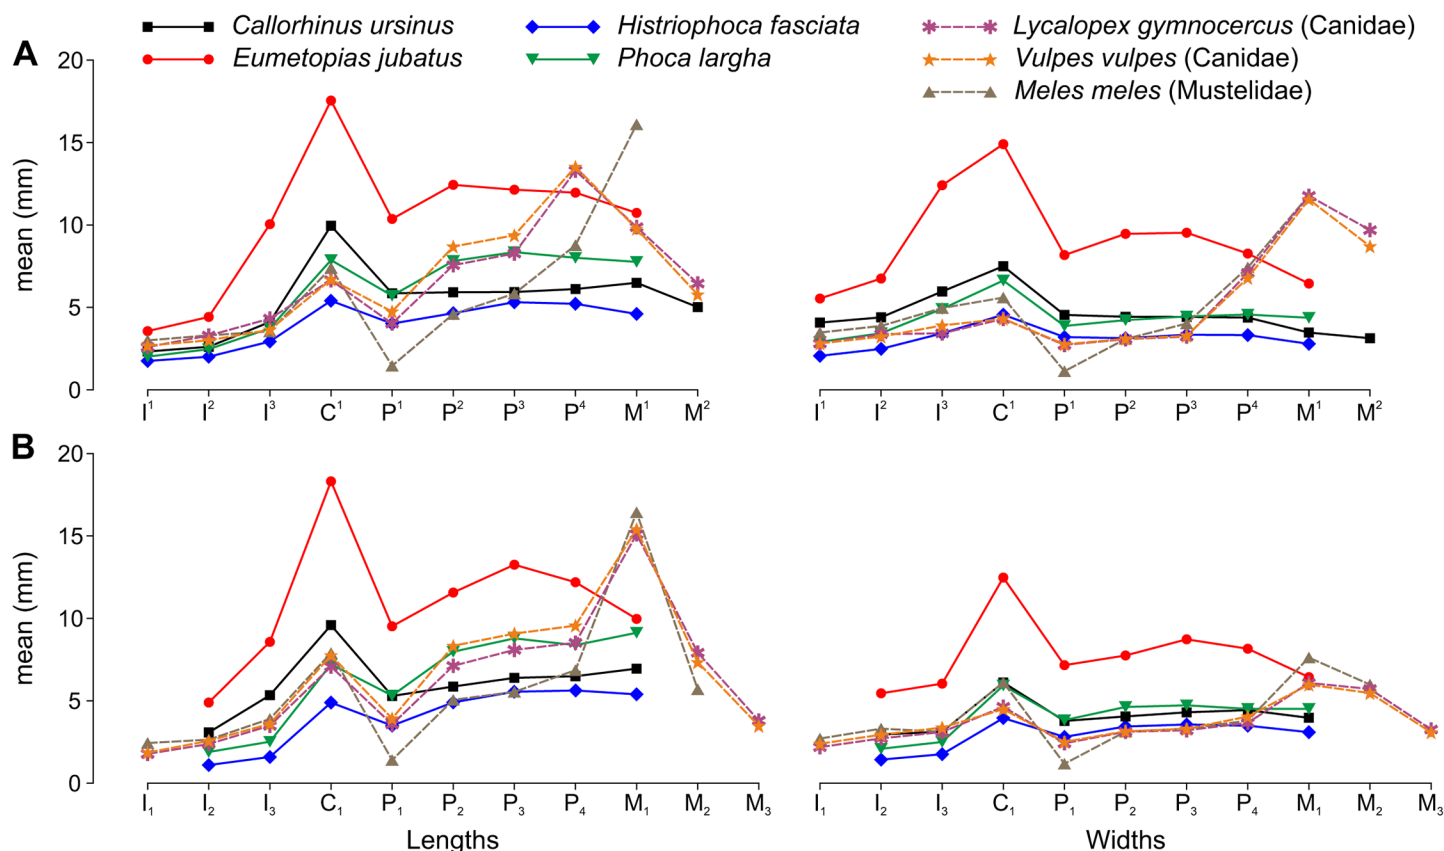 Callorhinus ursinus Histriophoca fasciata Lycalopex gymnocercus (Canidae)
Eumetopias jubatus Phoca largha Vulpes vulpes (Canidae)
Meles meles (Mustelidae)
A
20
15
10
5
0
mean (mm)
I¹ I² I³ C¹ P¹ P² P³ P⁴ M¹ M² I¹ I² I³ C¹ P¹ P² P³ P⁴ M¹ M²
B
20
15
10
5
0
mean (mm)
I₁ I₂ I₃ C₁ P₁ P₂ P₃ P₄ M₁ M₂ M₃ I₁ I₂ I₃ C₁ P₁ P₂ P₃ P₄ M₁ M₂ M₃
Lengths Widths